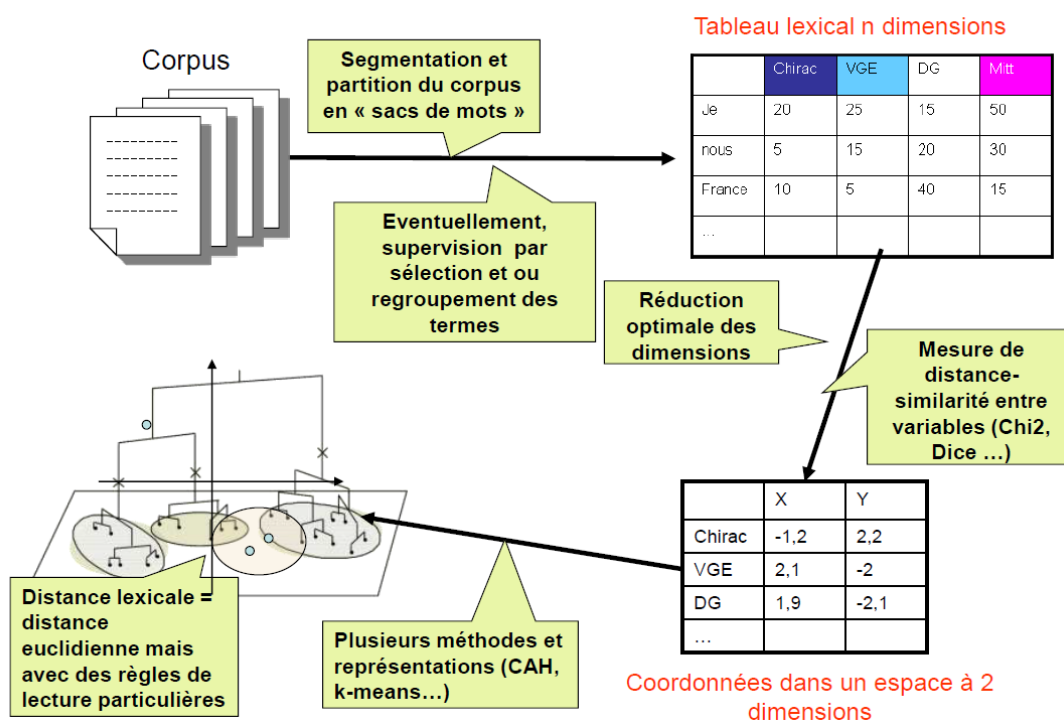 Corpus
Segmentation et
partition du corpus
en « sacs de mots »
Eventuellement,
supervision par
sélection et ou
regroupement des
termes
Tableau lexical n dimensions
Chirac VGE DG Mitt
Je 20 25 15 50
nous 5 15 20 30
France 10 5 40 15
...
Réduction
optimale des
dimensions
Mesure de
distance-
similarité entre
variables (Chi2,
Dice ...)
X Y
Chirac -1,2 2,2
VGE 2,1 -2
DG 1,9 -2,1
...
Coordonnées dans un espace à 2
dimensions
Plusieurs méthodes et
représentations (CAH,
k-means...)
Distance lexicale =
distance
euclidienne mais
avec des règles de
lecture particulières